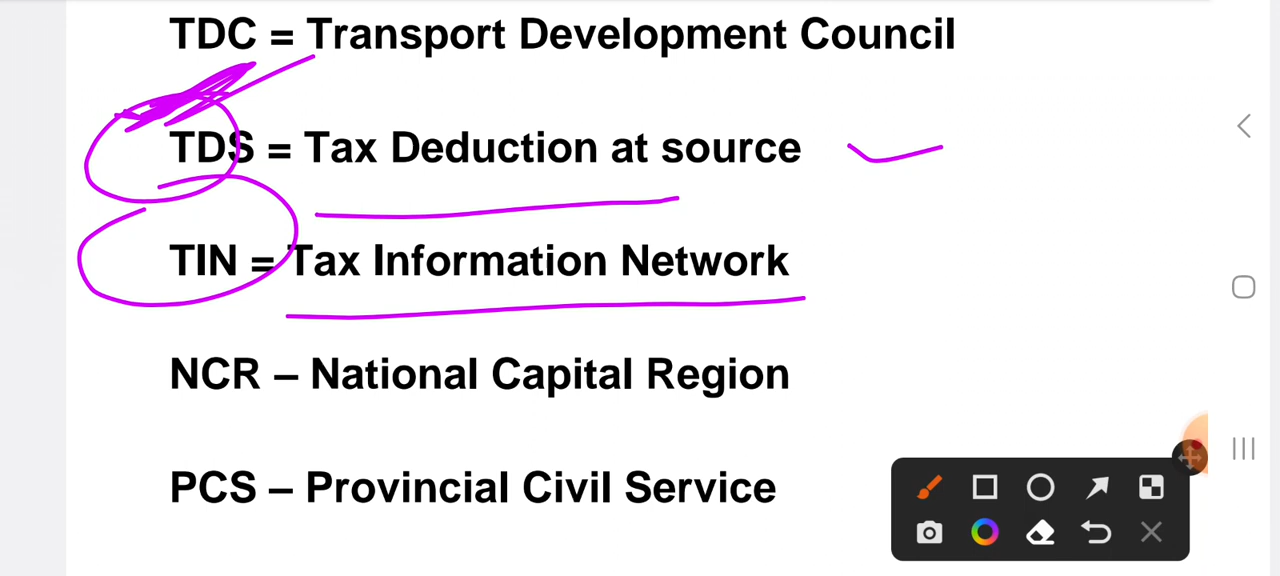 TDC = Transport Development Council
TDS = Tax Deduction at source
TIN = Tax Information Network
NCR – National Capital Region
PCS – Provincial Civil Service